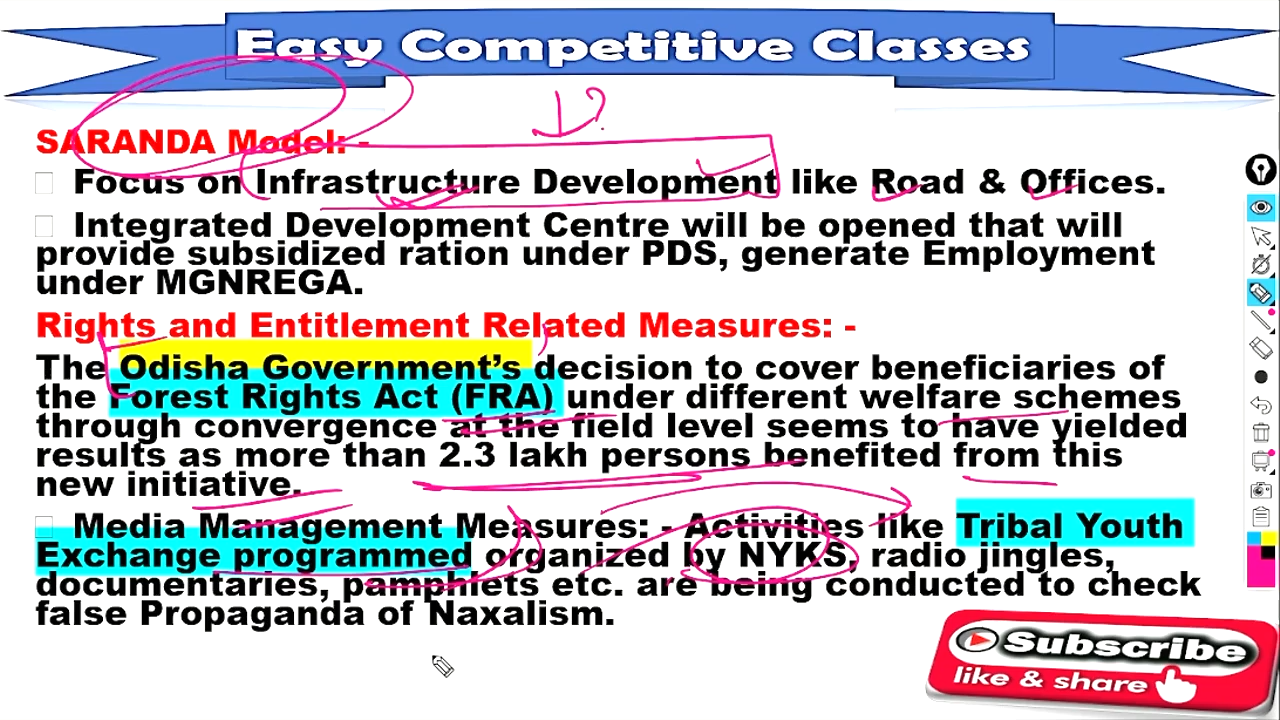 Easy Competitive Classes
SARANDA Model: -
Focus on Infrastructure Development like Road & Offices.
Integrated Development Centre will be opened that will
provide subsidized ration under PDS, generate Employment
under MGNREGA.
Rights and Entitlement Related Measures: -
The Odisha Government’s decision to cover beneficiaries of
the Forest Rights Act (FRA) under different welfare schemes
through convergence at the field level seems to have yielded
results as more than 2.3 lakh persons benefited from this
new initiative.
Media Management Measures: - Activities like Tribal Youth
Exchange programmed organized by NYKS, radio jingles,
documentaries, pamphlets etc. are being conducted to check
false Propaganda of Naxalism.
Subscribe
like & share